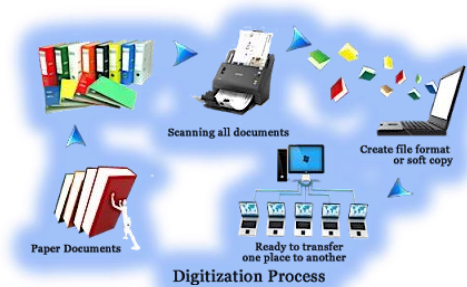 Scanning all documents
Create file format
or soft copy
Paper Documents
Ready to transfer
one place to another
Digitization Process